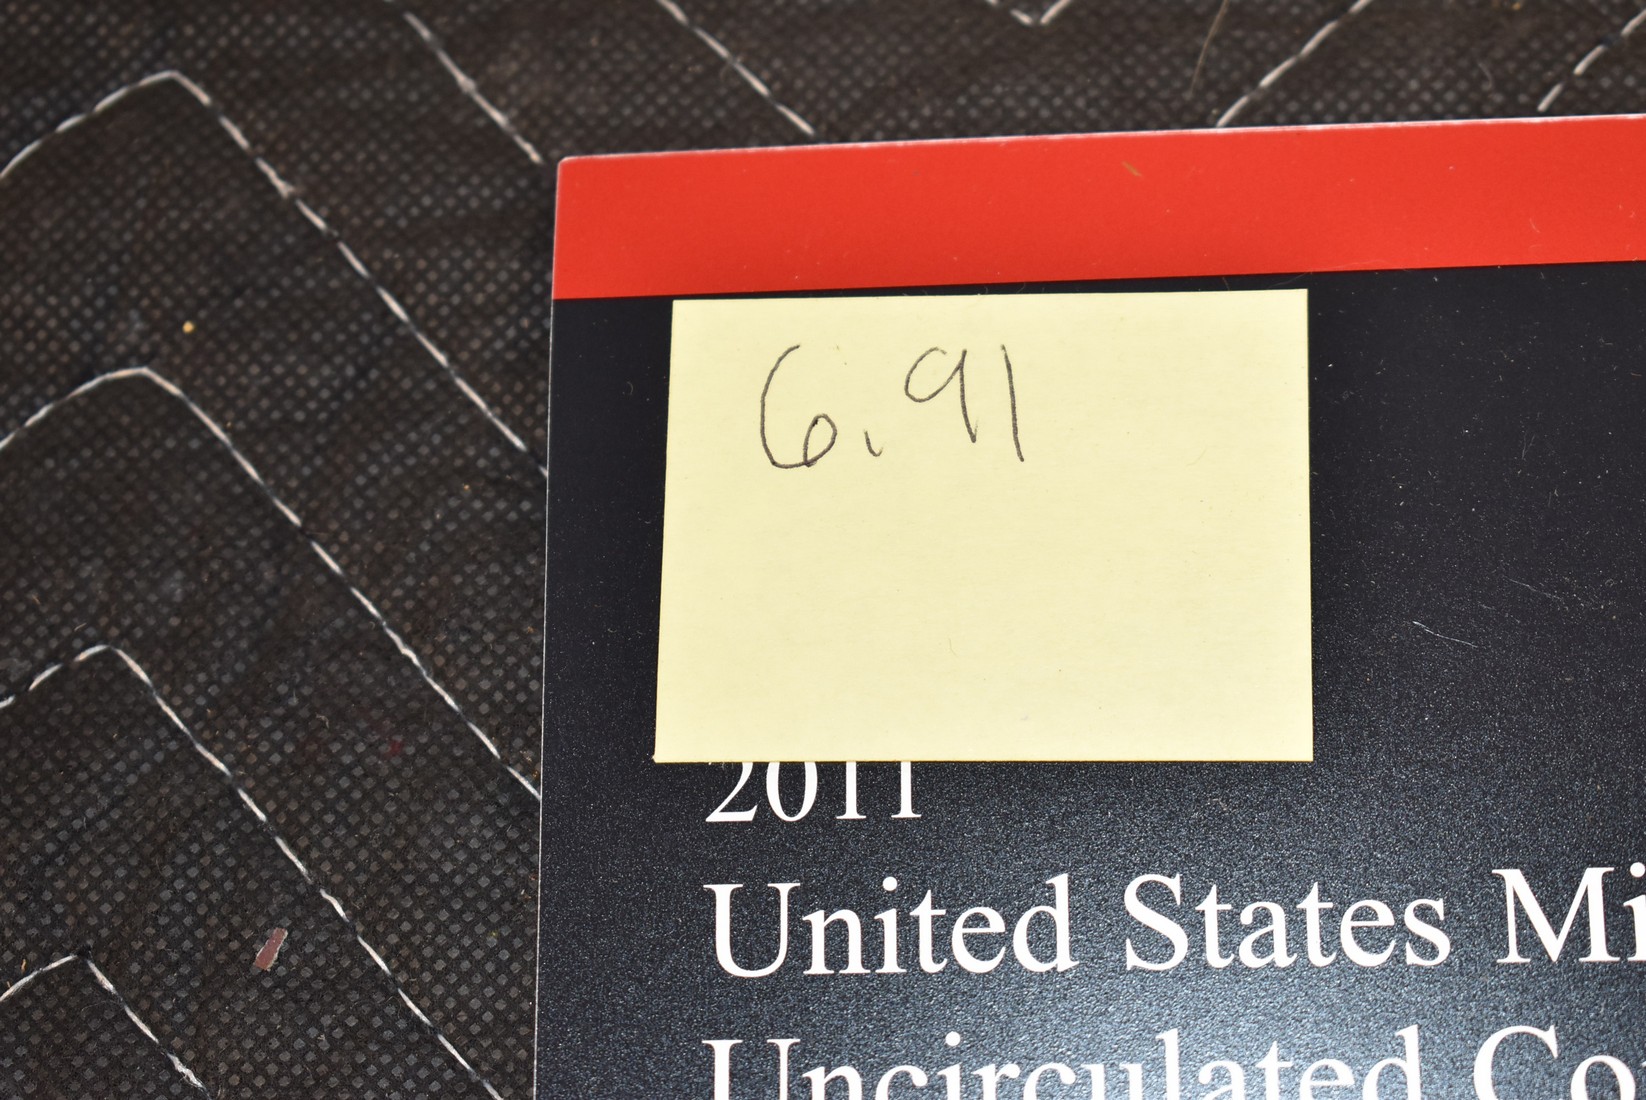 6.91
2011
United States Mi
Uncirculated Co